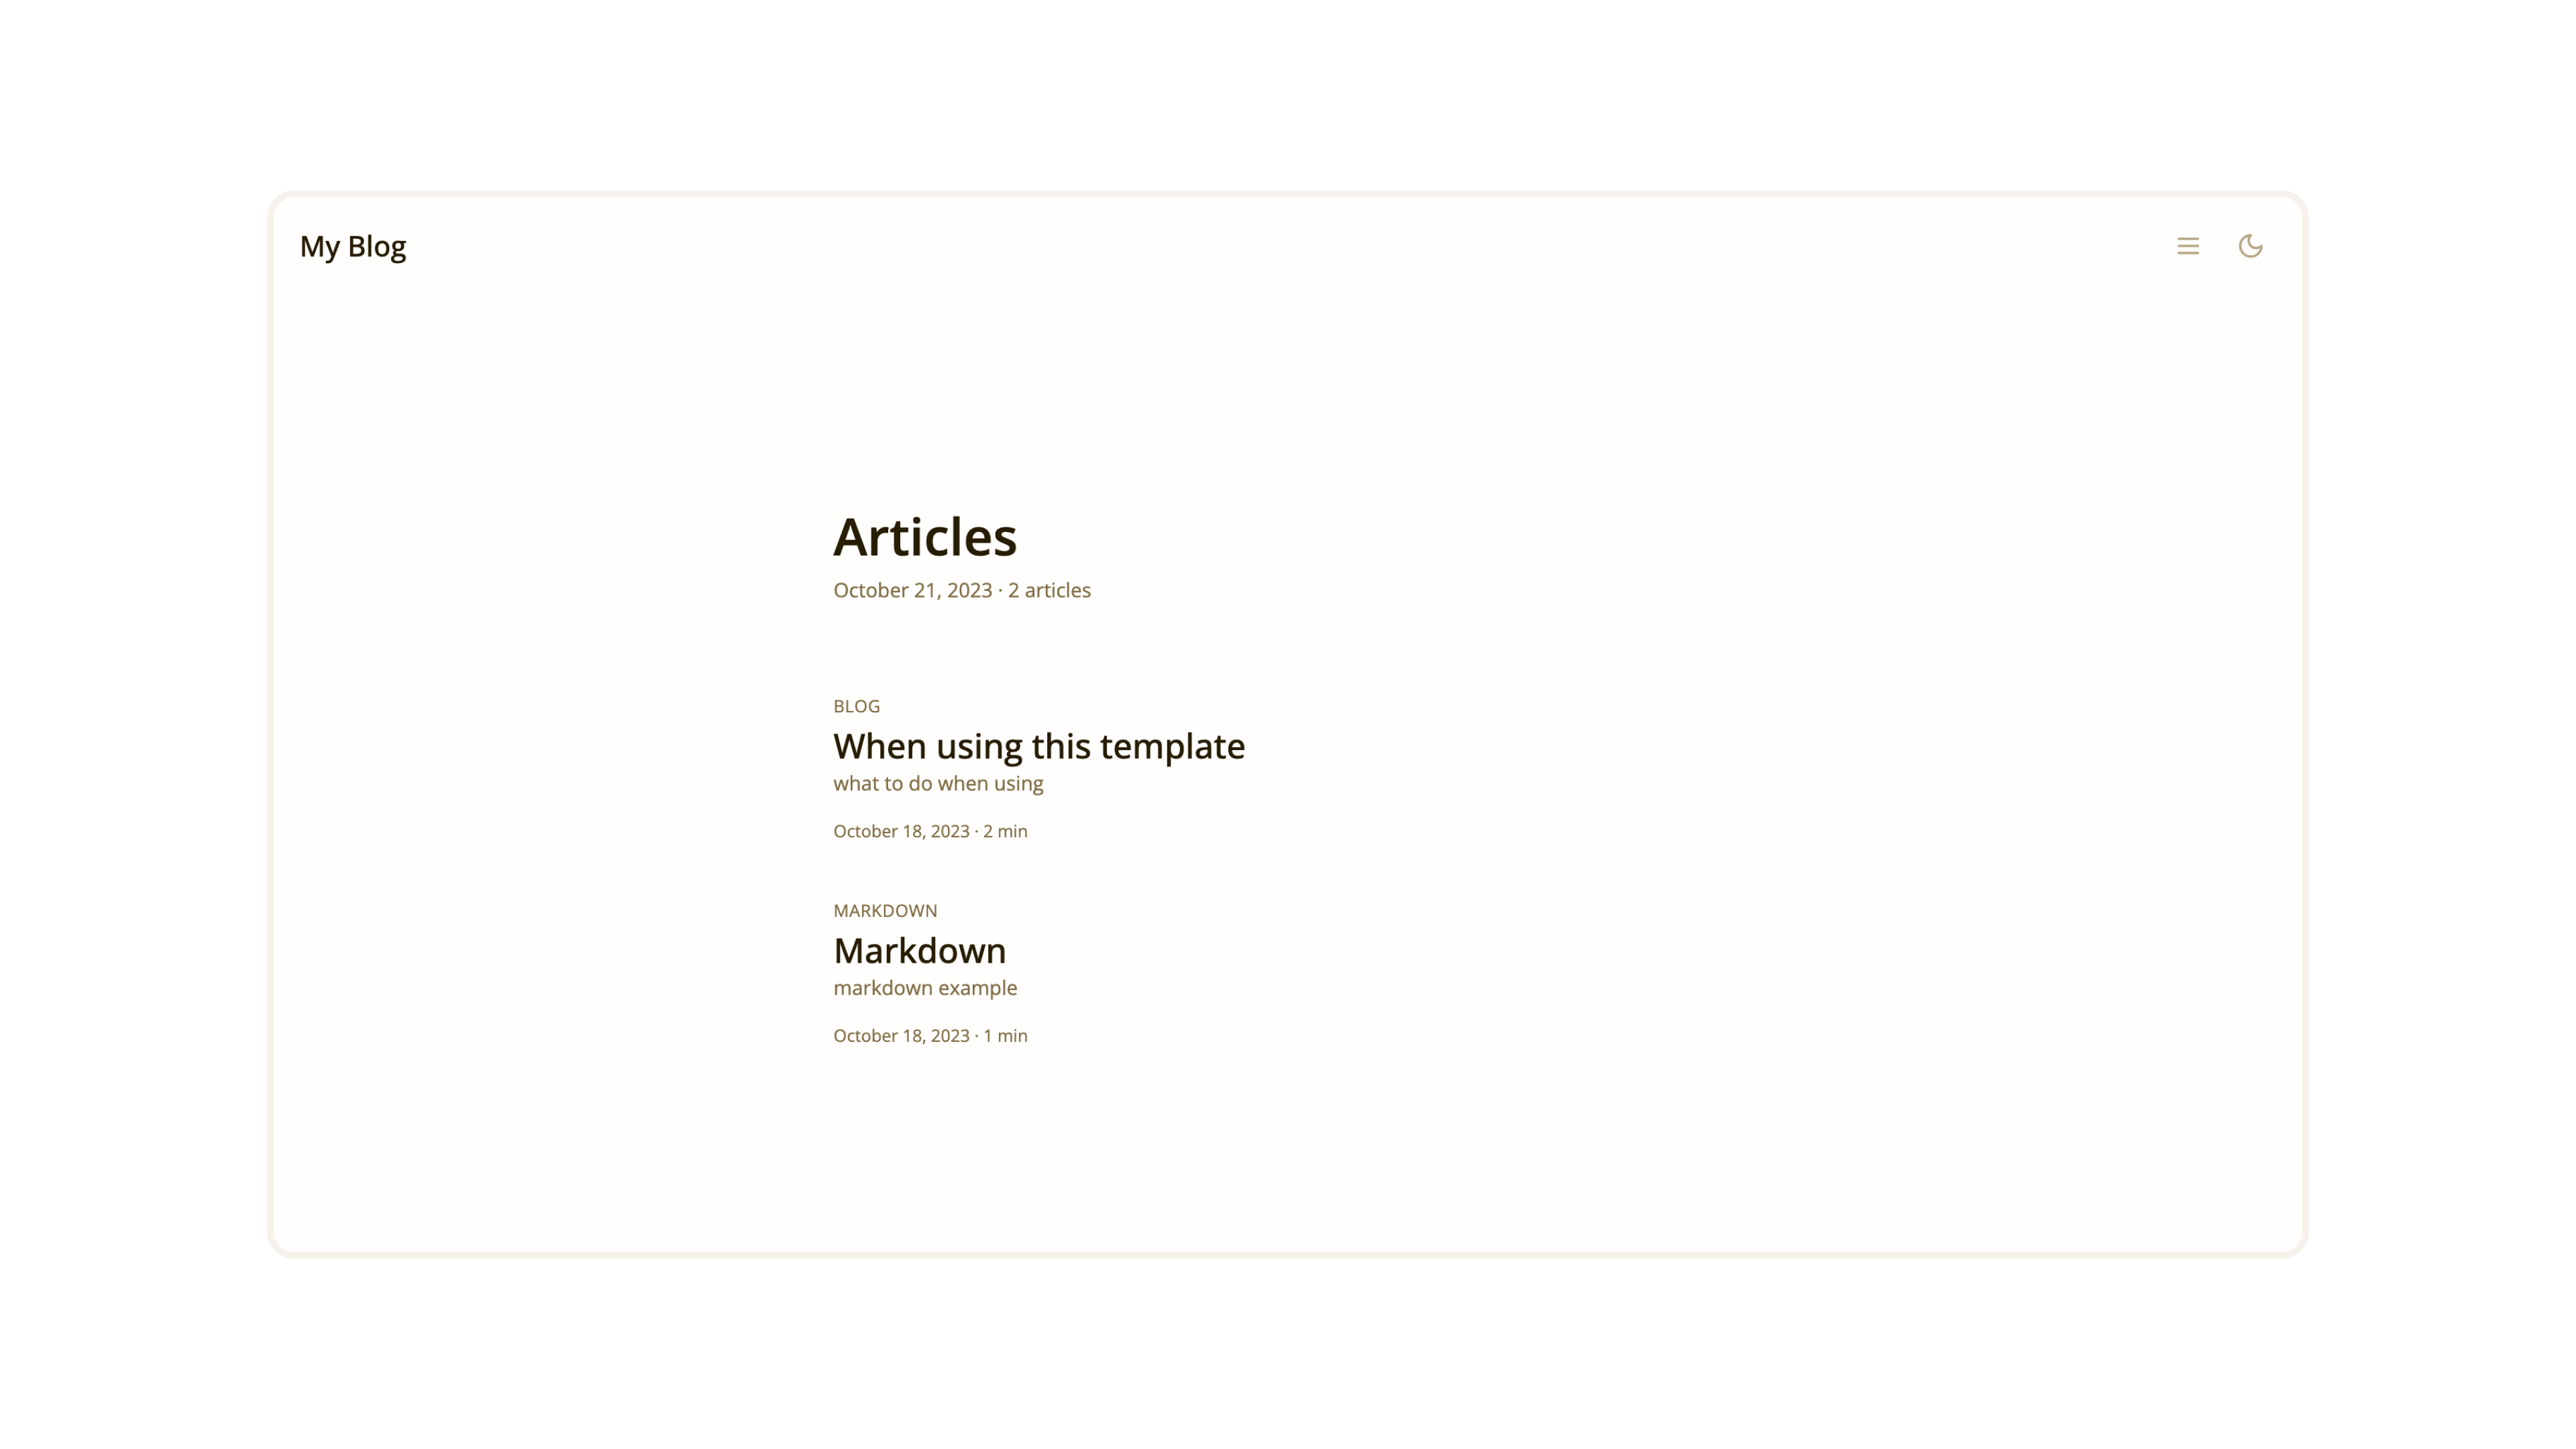 My Blog
Articles
October 21, 2023 · 2 articles
BLOG
When using this template
what to do when using
October 18, 2023 · 2 min
MARKDOWN
Markdown
markdown example
October 18, 2023 · 1 min